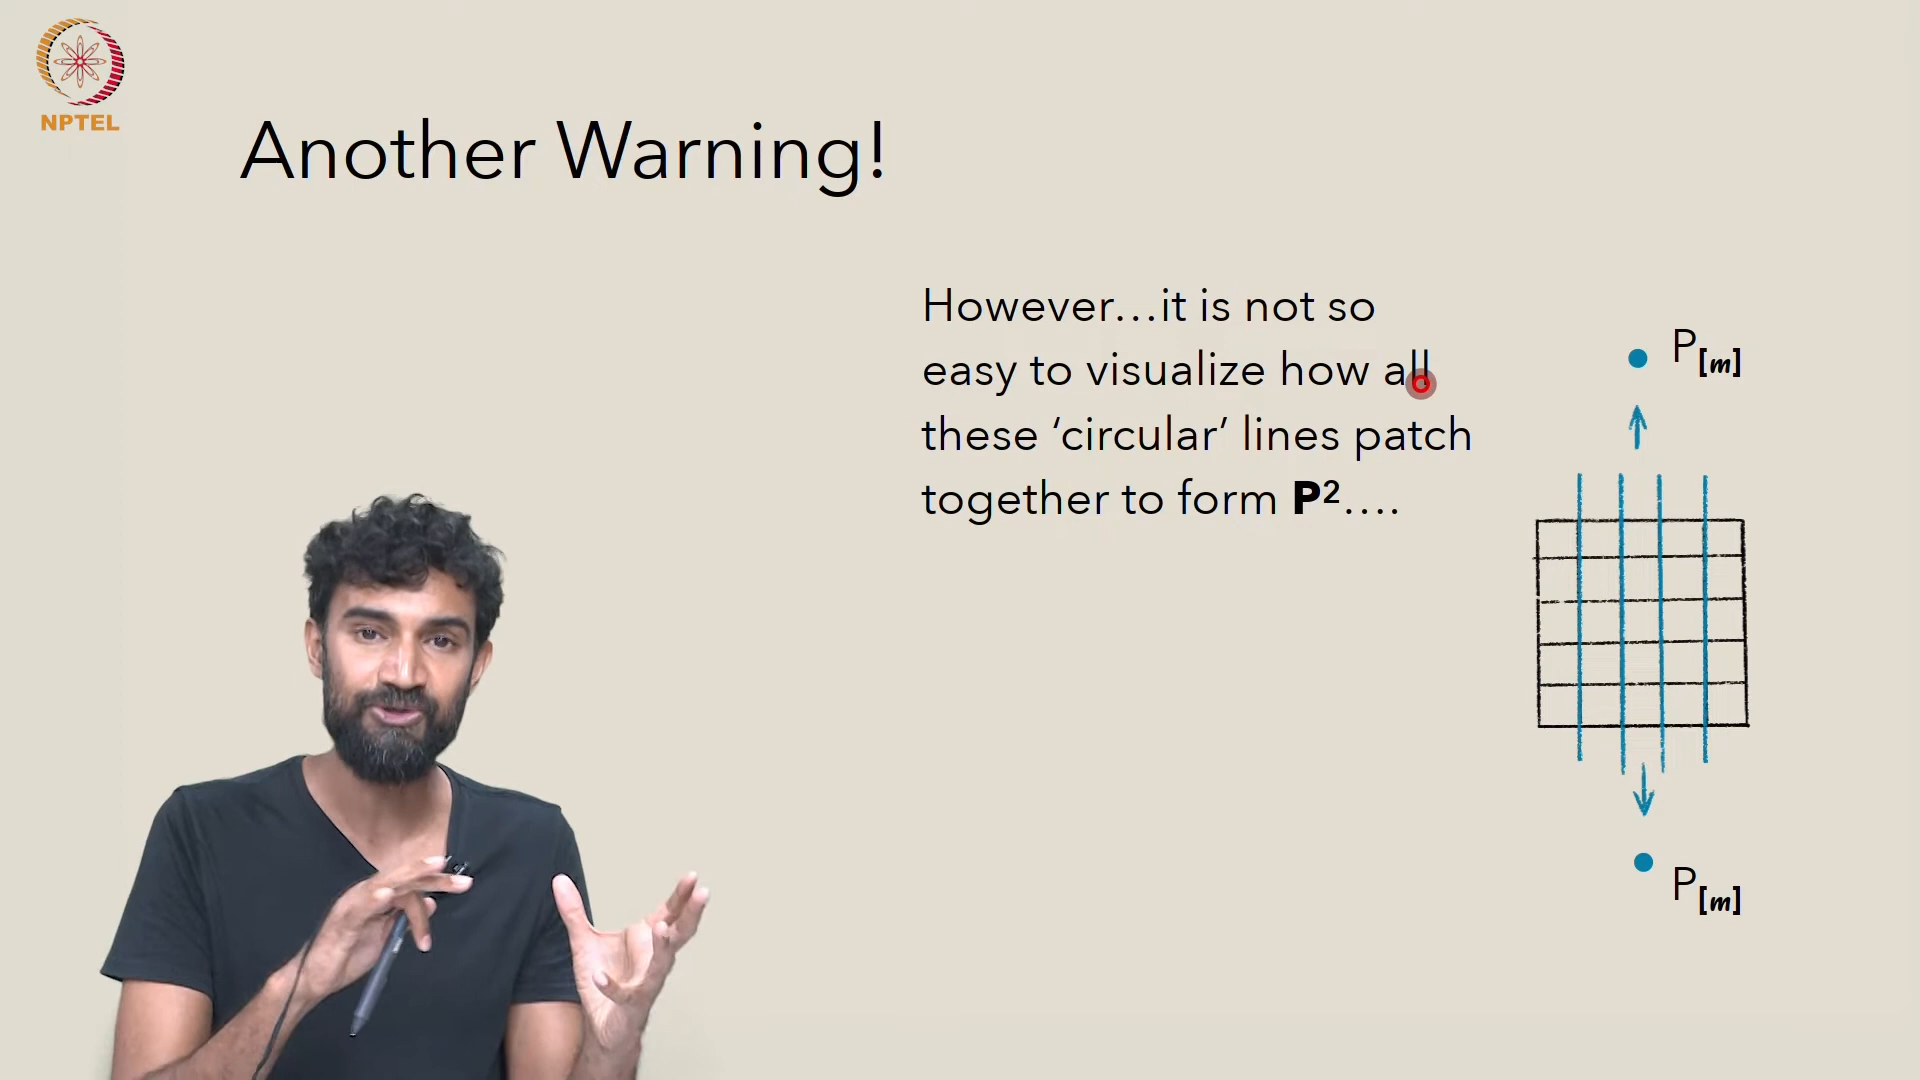 NPTEL
Another Warning!
However...it is not so
easy to visualize how all
these ‘circular’ lines patch
together to form P²....
P[m]
P[m]